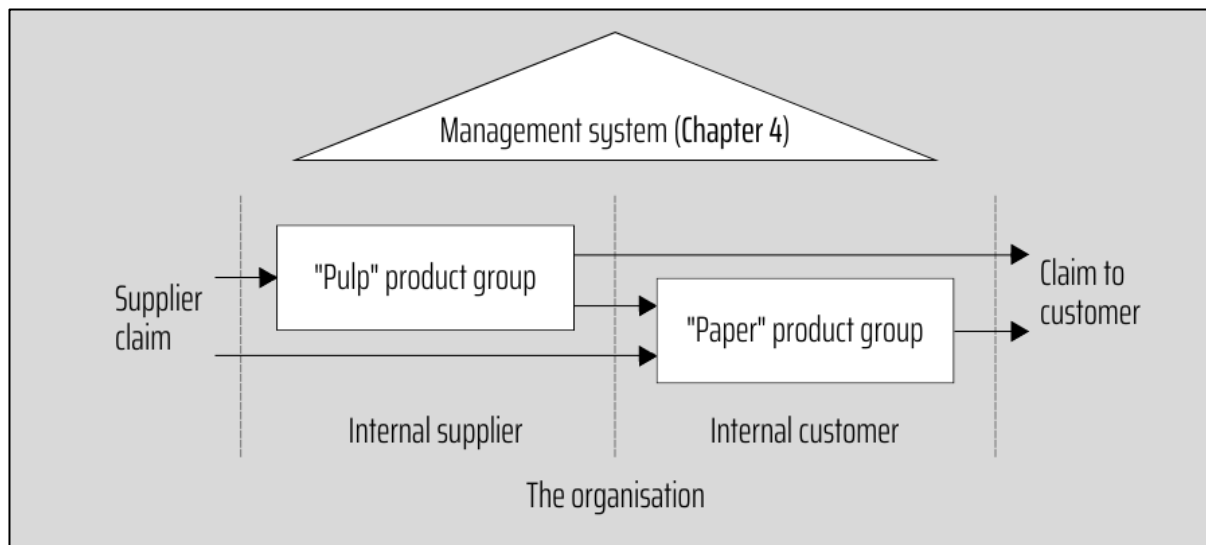 Management system (Chapter 4)
"Pulp" product group
Supplier
claim
"Paper" product group
Claim to
customer
Internal supplier
Internal customer
The organisation